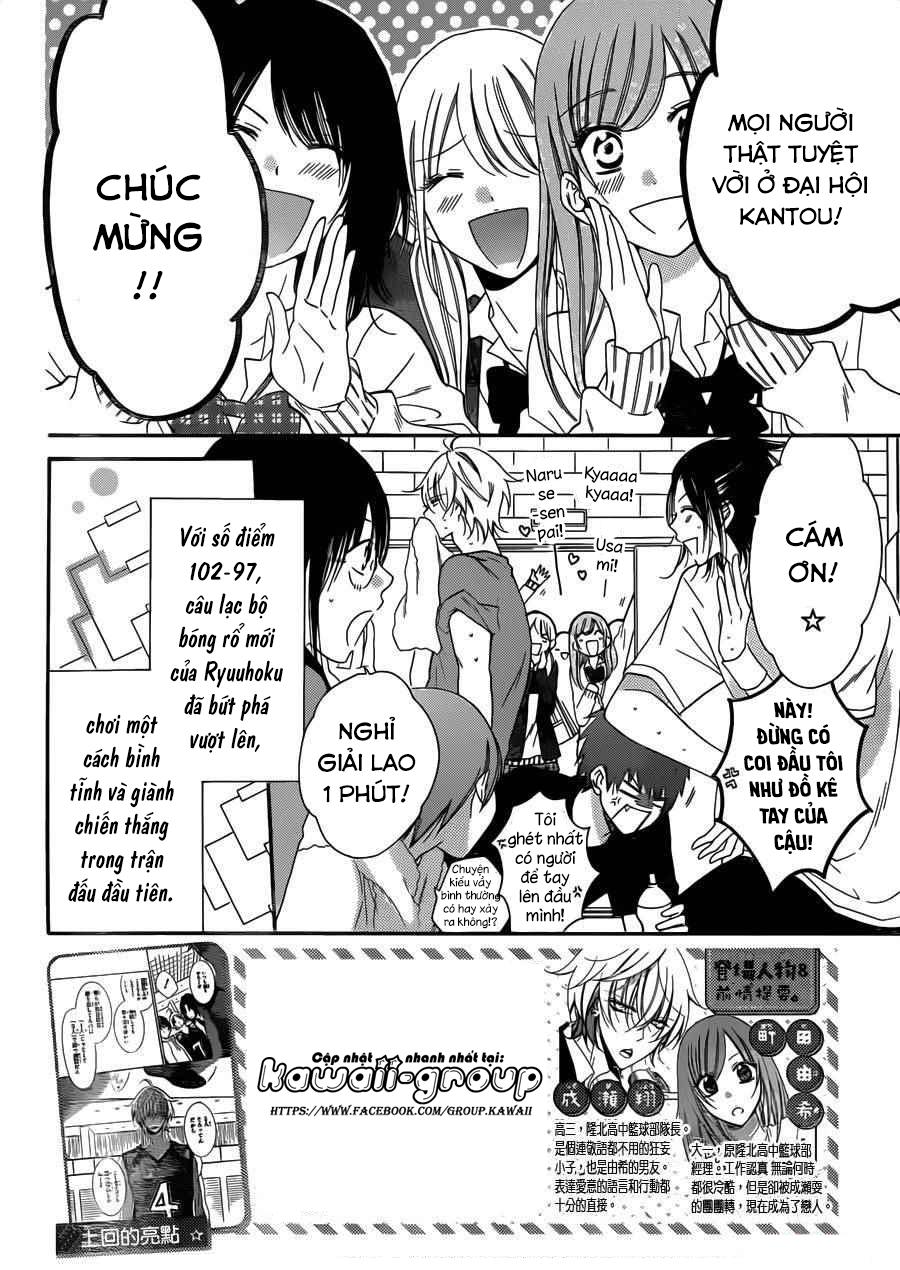 MỌI NGƯỜI
THẬT TUYỆT
VỜI Ở ĐẠI HỘI
KANTOU!
CHÚC
MỪNG
!!
CÁM
ƠN!
☆
Kyaaaa
kyaaa!
Naru
se
sen
pai!
Usa
mi!
NÀY!
ĐỪNG CÓ
COI ĐẦU TÔI
NHƯ ĐỒ KÊ
TAY CỦA
CẬU!
Với số điểm
102-97,
câu lạc bộ
bóng rổ mới
của Ryuuhoku
đã bứt phá
vượt lên,
chơi một
cách bình
tĩnh và giành
chiến thắng
trong trận
đấu đầu tiên.
NGHỈ
GIẢI LAO
1 PHÚT!
Tôi
ghét nhất
có người
để tay
lên đầu
mình!
Chuyện
kiểu vầy
bình thường
có hay xảy
ra không!?
登場人物&
前情提要。
町田由希
大一，原隆北高中籃球部
經理。工作認真 無論何時
都很冷酷，但是卻被成瀨耍
的團團轉，現在成為了戀人。
成瀨翔
高三，隆北高中籃球部隊長。
是個連敬語都不用的狂妄
小子，也是由希的男友。
表達愛意的語言和行動都
十分的直接。
Cập nhật nhanh nhất tại:
kawaii-group
HTTPS://WWW.FACEBOOK.COM/GROUP.KAWAII
4
上回的亮點 ☆